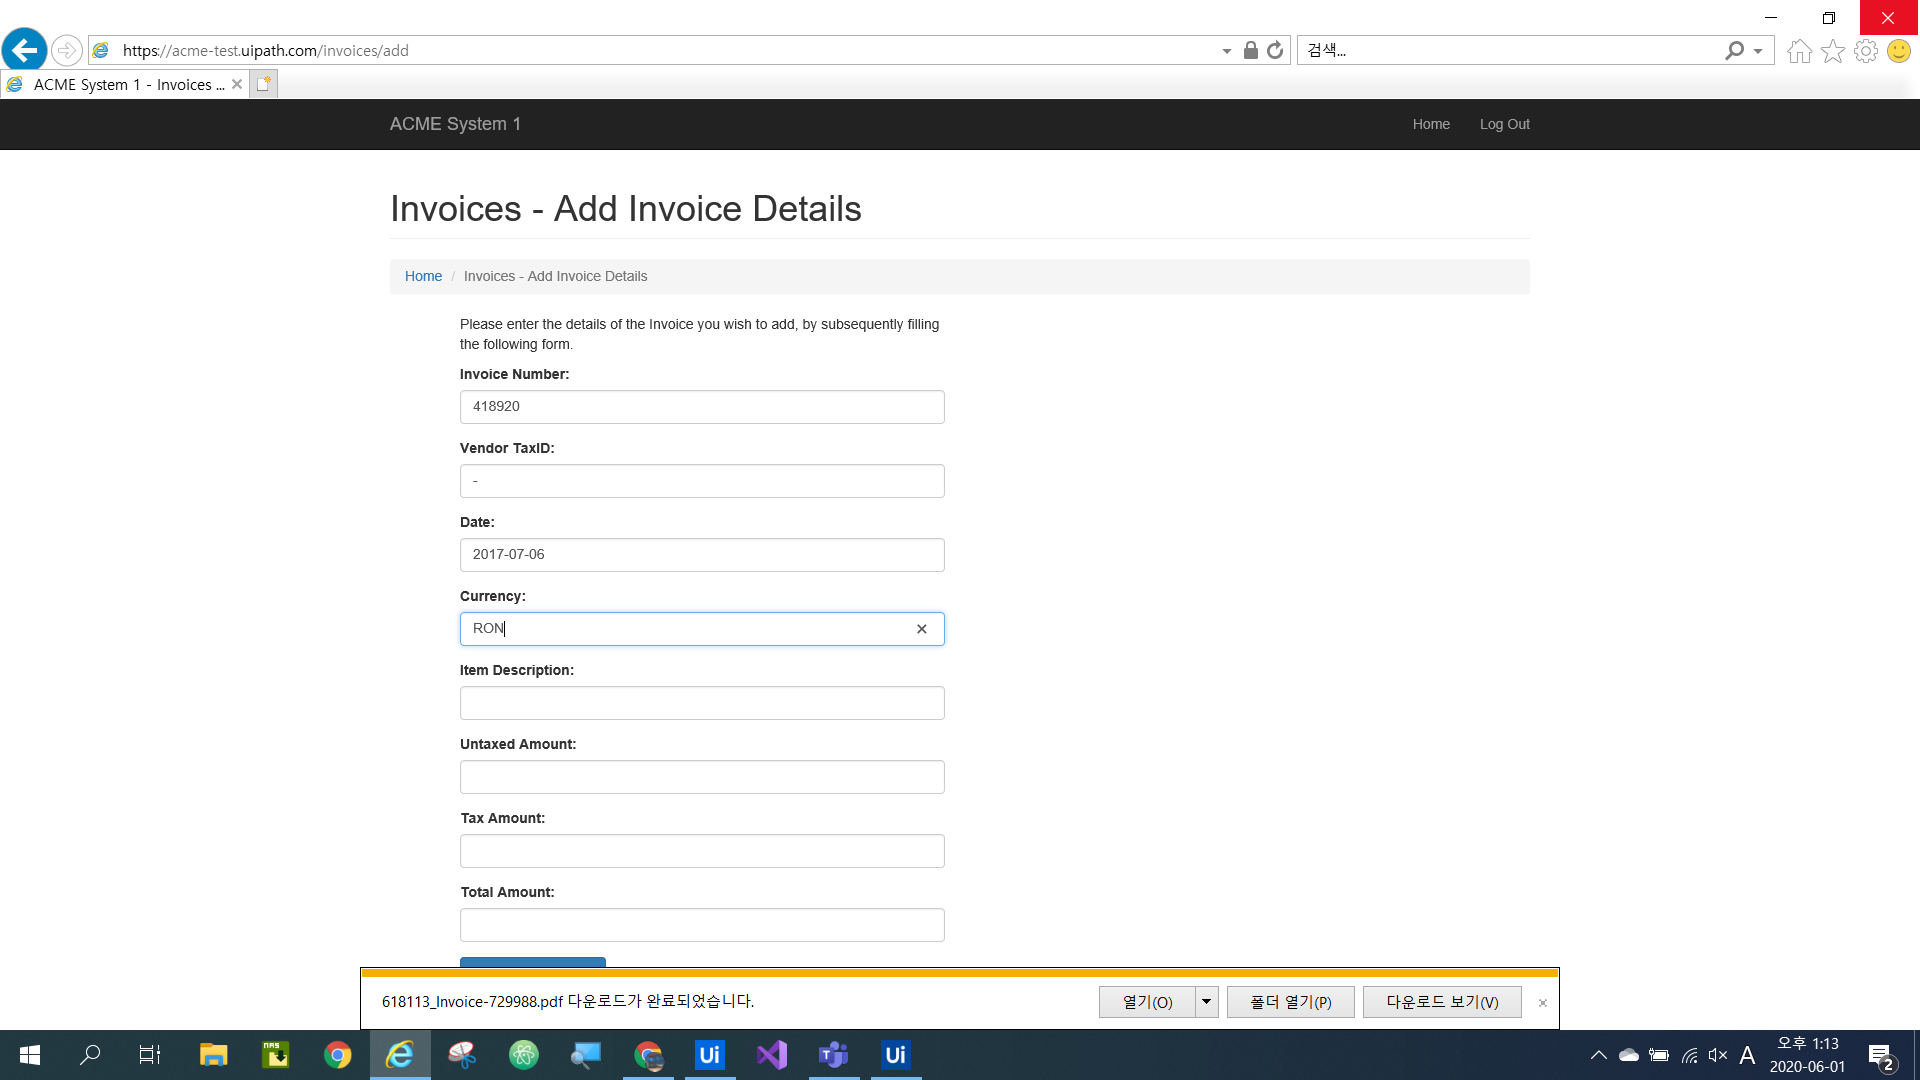 https://acme-test.uipath.com/invoices/add
검색...
ACME System 1 - Invoices ...
ACME System 1
Home
Log Out
Invoices - Add Invoice Details
Home / Invoices - Add Invoice Details
Please enter the details of the Invoice you wish to add, by subsequently filling
the following form.
Invoice Number:
418920
Vendor TaxID:
-
Date:
2017-07-06
Currency:
RON
Item Description:
Untaxed Amount:
Tax Amount:
Total Amount:
618113_Invoice-729988.pdf 다운로드가 완료되었습니다.
열기(O)
폴더 열기(P)
다운로드 보기(V)
NAS
Ui
T
Ui
A
오후 1:13
2020-06-01
2